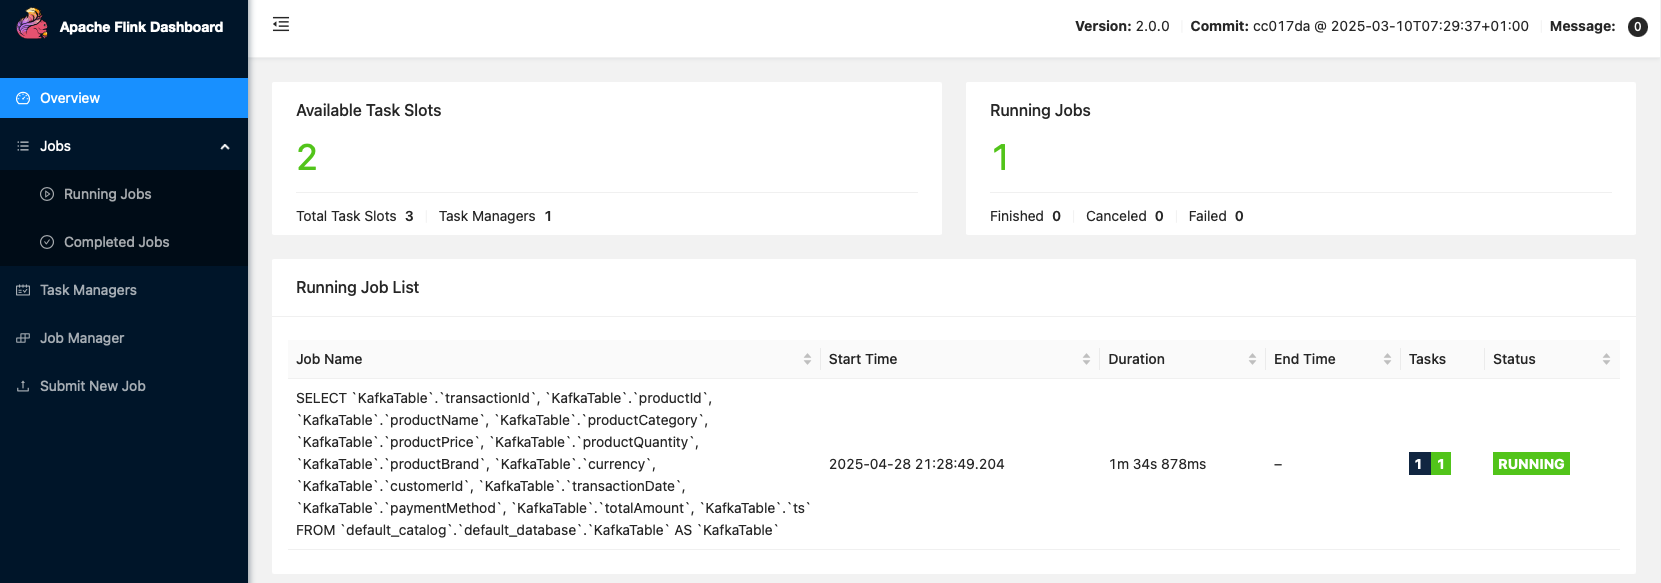 Apache Flink Dashboard
Version: 2.0.0 Commit: cc017da @ 2025-03-10T07:29:37+01:00 Message: 0
Overview
Jobs
Running Jobs
Completed Jobs
Task Managers
Job Manager
Submit New Job
Available Task Slots
2
Total Task Slots 3 Task Managers 1
Running Jobs
1
Finished 0 Canceled 0 Failed 0
Running Job List
Job Name Start Time Duration End Time Tasks Status
SELECT `KafkaTable`.`transactionId`, `KafkaTable`.`productId`,
`KafkaTable`.`productName`, `KafkaTable`.`productCategory`,
`KafkaTable`.`productPrice`, `KafkaTable`.`productQuantity`,
`KafkaTable`.`productBrand`, `KafkaTable`.`currency`,
`KafkaTable`.`customerId`, `KafkaTable`.`transactionDate`,
`KafkaTable`.`paymentMethod`, `KafkaTable`.`totalAmount`, `KafkaTable`.`ts`
FROM `default_catalog`.`default_database`.`KafkaTable` AS `KafkaTable`
2025-04-28 21:28:49.204 1m 34s 878ms – 1 1 RUNNING